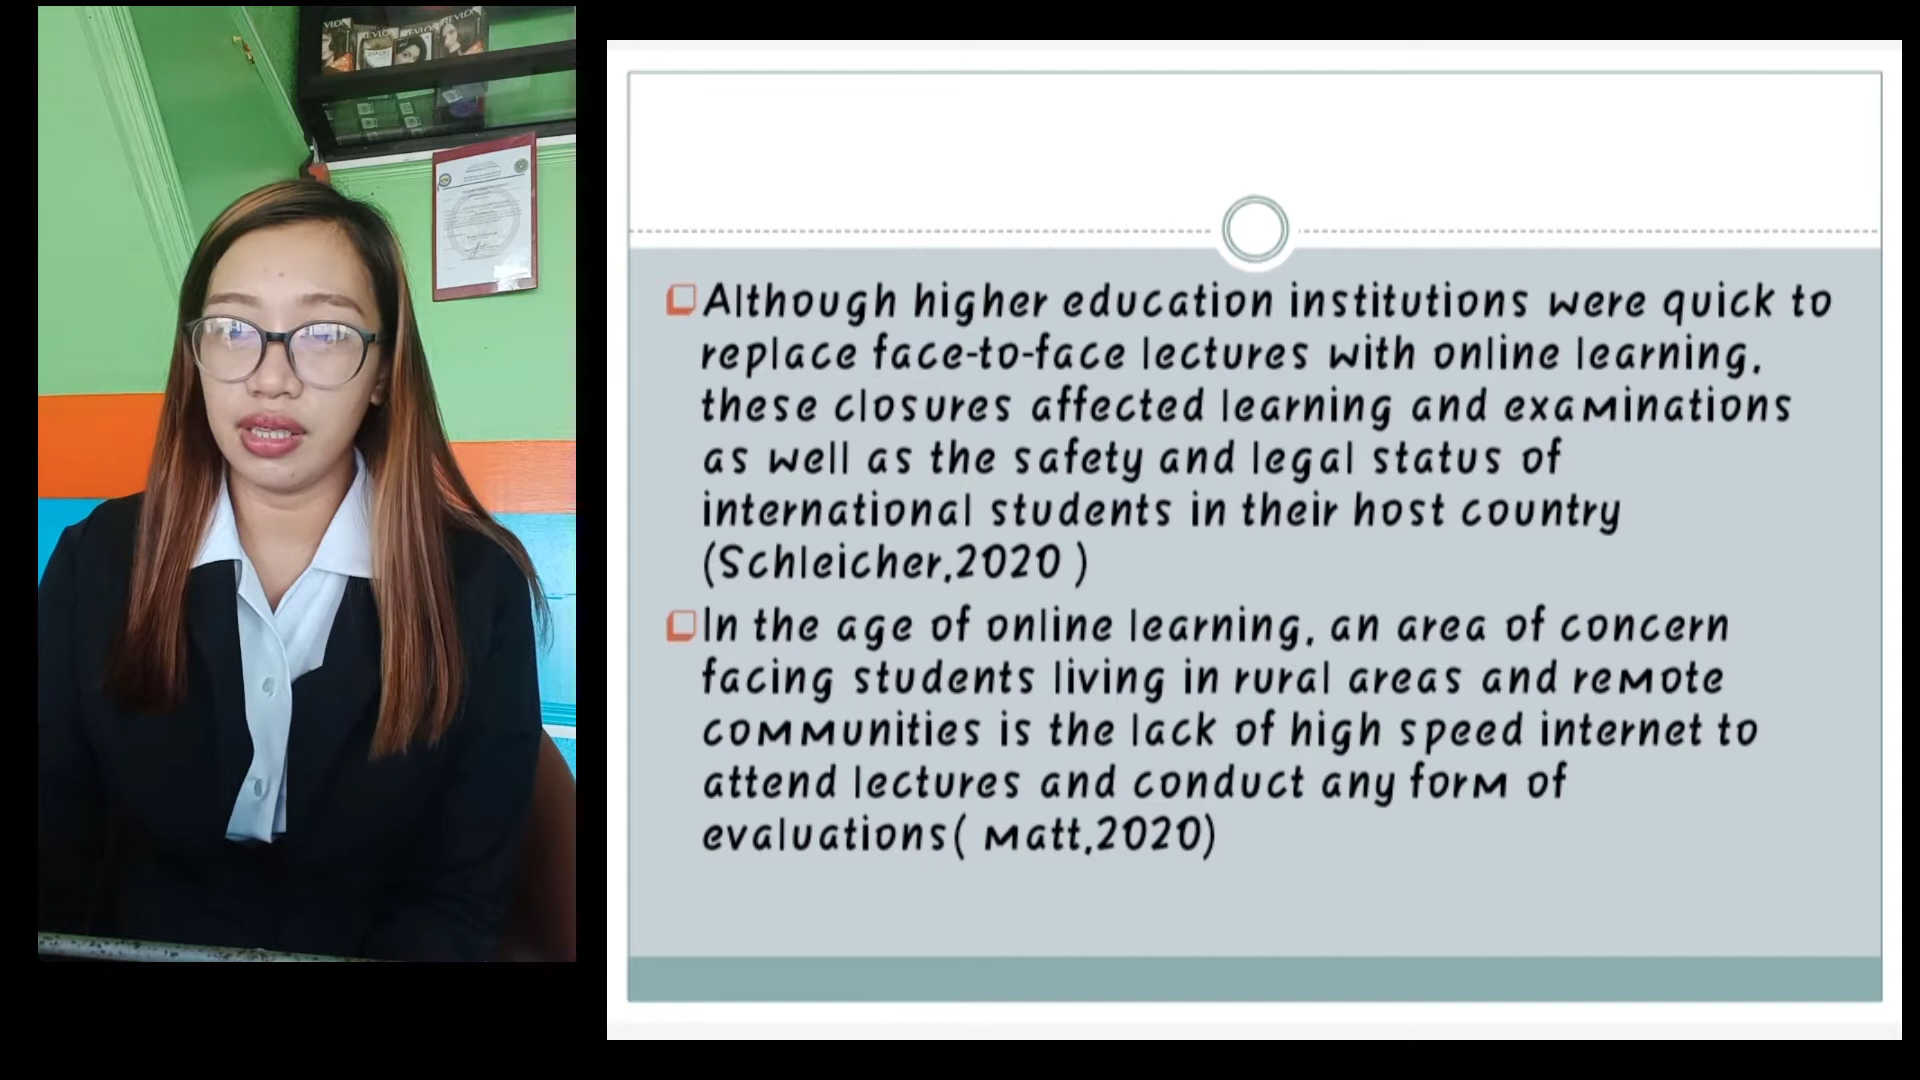 REVLON
REVLON
REVLON
Although higher education institutions were quick to
replace face-to-face lectures with online learning,
these closures affected learning and examinations
as well as the safety and legal status of
international students in their host country
(Schleicher,2020 )
In the age of online learning, an area of concern
facing students living in rural areas and remote
communities is the lack of high speed internet to
attend lectures and conduct any form of
evaluations( Matt,2020)